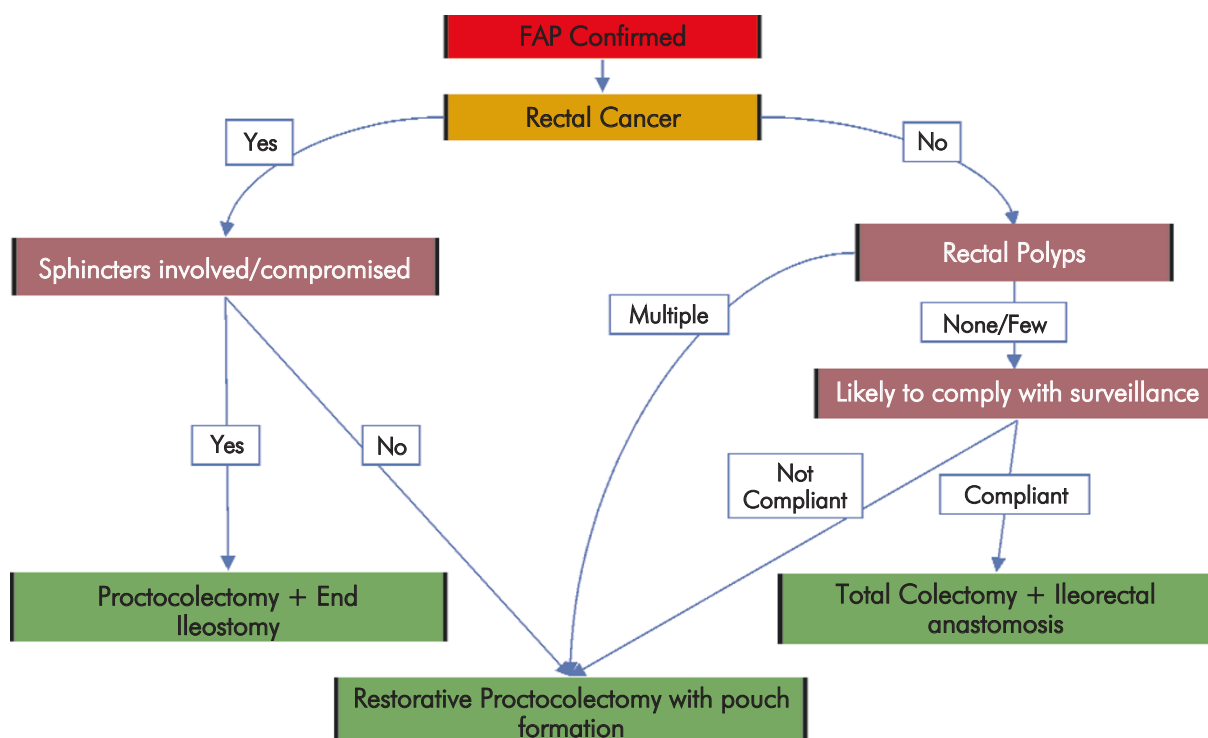 FAP Confirmed
Rectal Cancer
Yes
No
Sphincters involved/compromised
Rectal Polyps
Multiple
None/Few
Likely to comply with surveillance
Yes
No
Not
Compliant
Compliant
Proctocolectomy + End
Ileostomy
Total Colectomy + Ileorectal
anastomosis
Restorative Proctocolectomy with pouch
formation